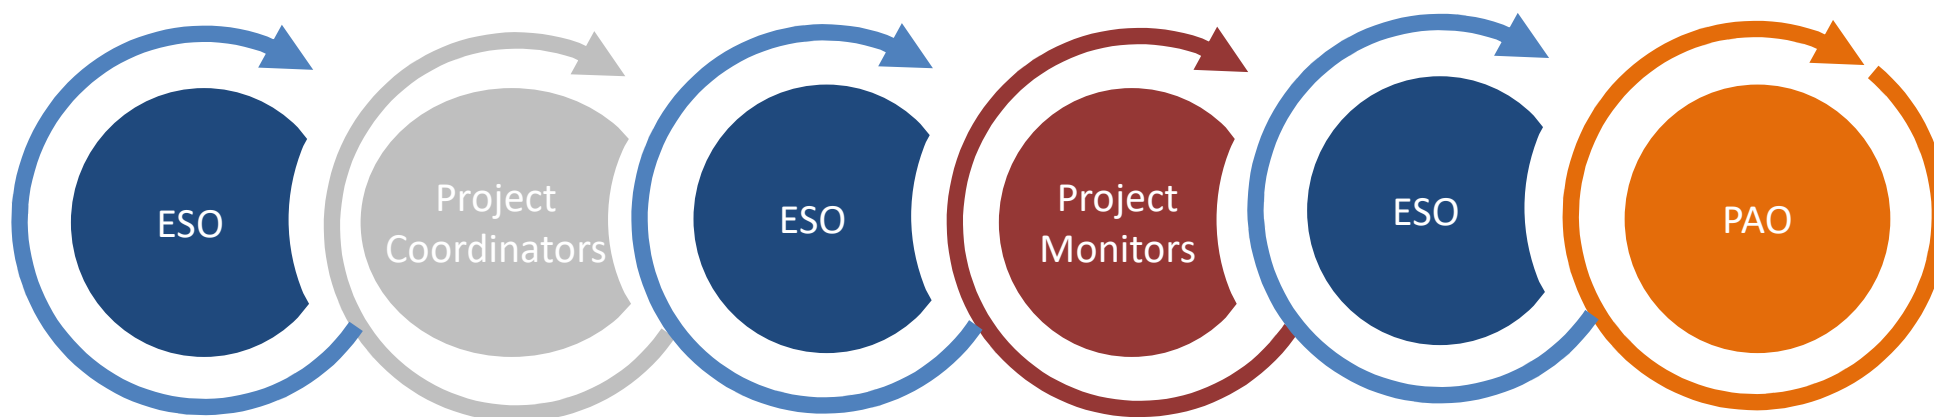 ESO
Project
Coordinators
ESO
Project
Monitors
ESO
PAO